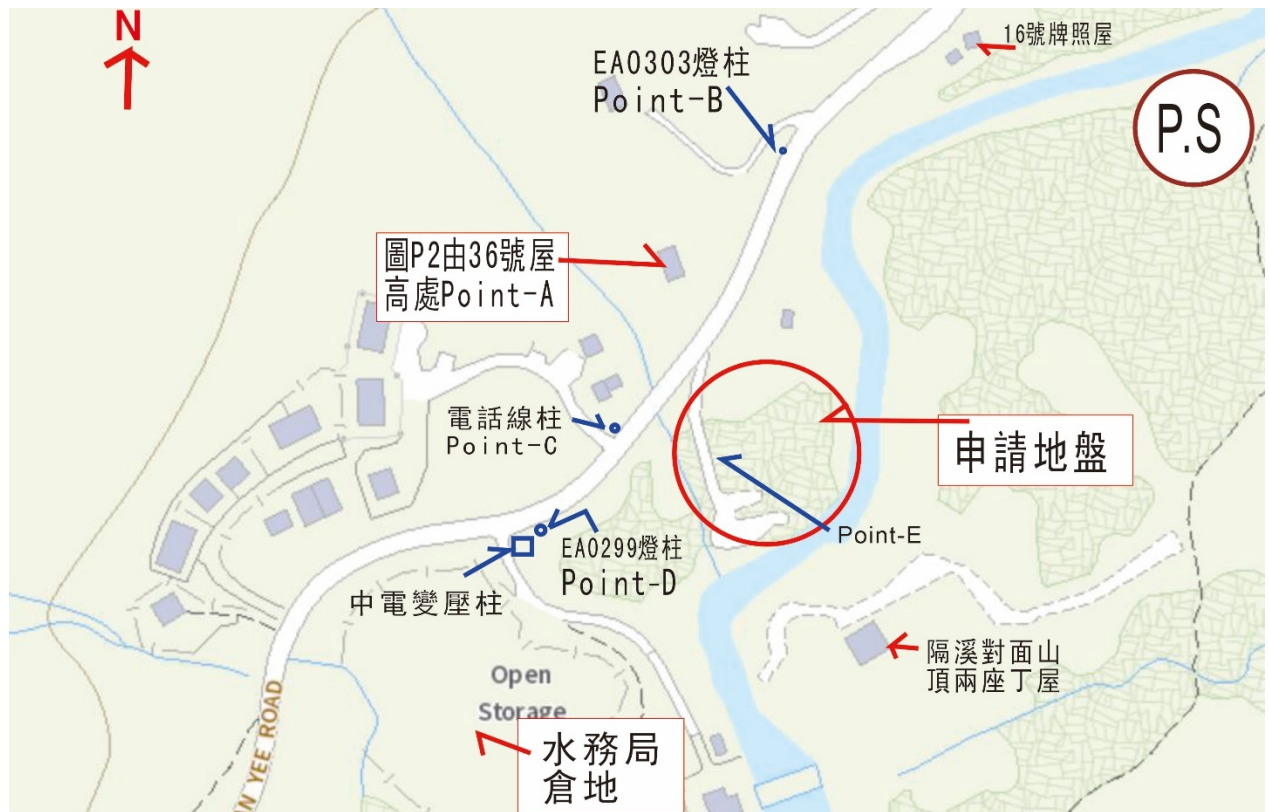 N
16號牌照屋
EA0303燈柱
Point-B
P.S
圖P2由36號屋
高處Point-A
電話線柱
Point-C
申請地盤
Point-E
EA0299燈柱
Point-D
中電變壓柱
隔溪對面山
頂兩座丁屋
Open
Storage
水務局
倉地
N YEE ROAD